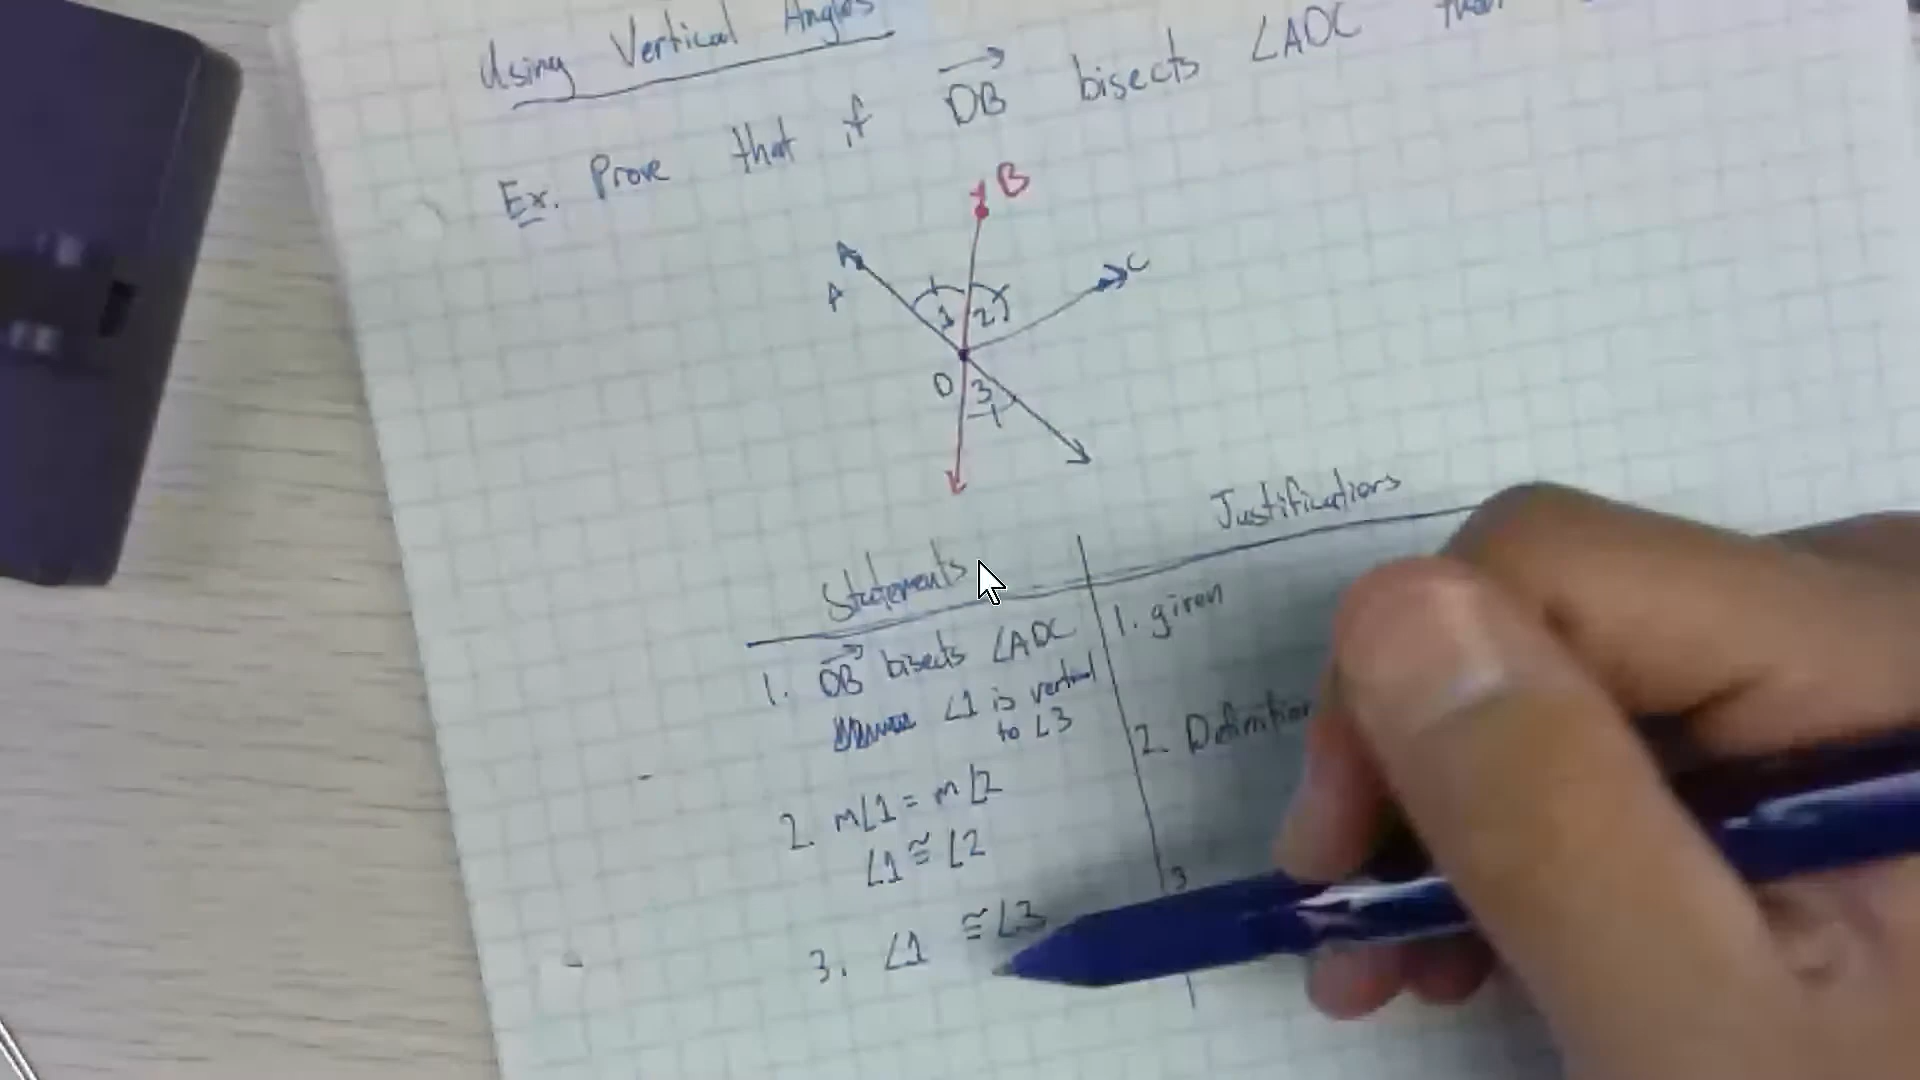 Using Vertical Angles
Ex. Prove that if DB bisects ∠ADC
B
A
C
A
1 2
D 3
Statements
Justifications
1. DB bisects ∠ADC
∠1 is vertical
to ∠3
1. given
2. m∠1 = m∠2
∠1 ≅ ∠2
2. Definition
3. ∠1 ≅ ∠3
3